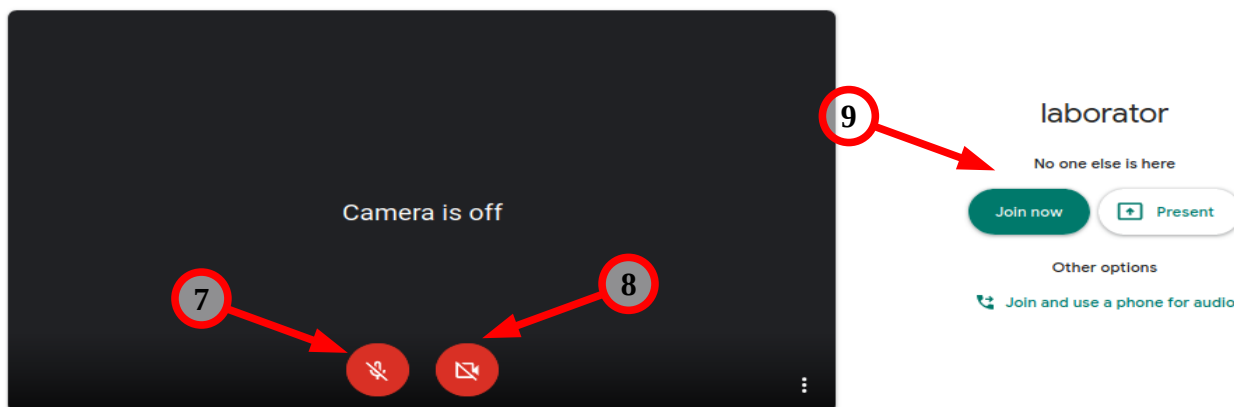 9
laborator
No one else is here
Camera is off
Join now
Present
7
8
Other options
Join and use a phone for audio